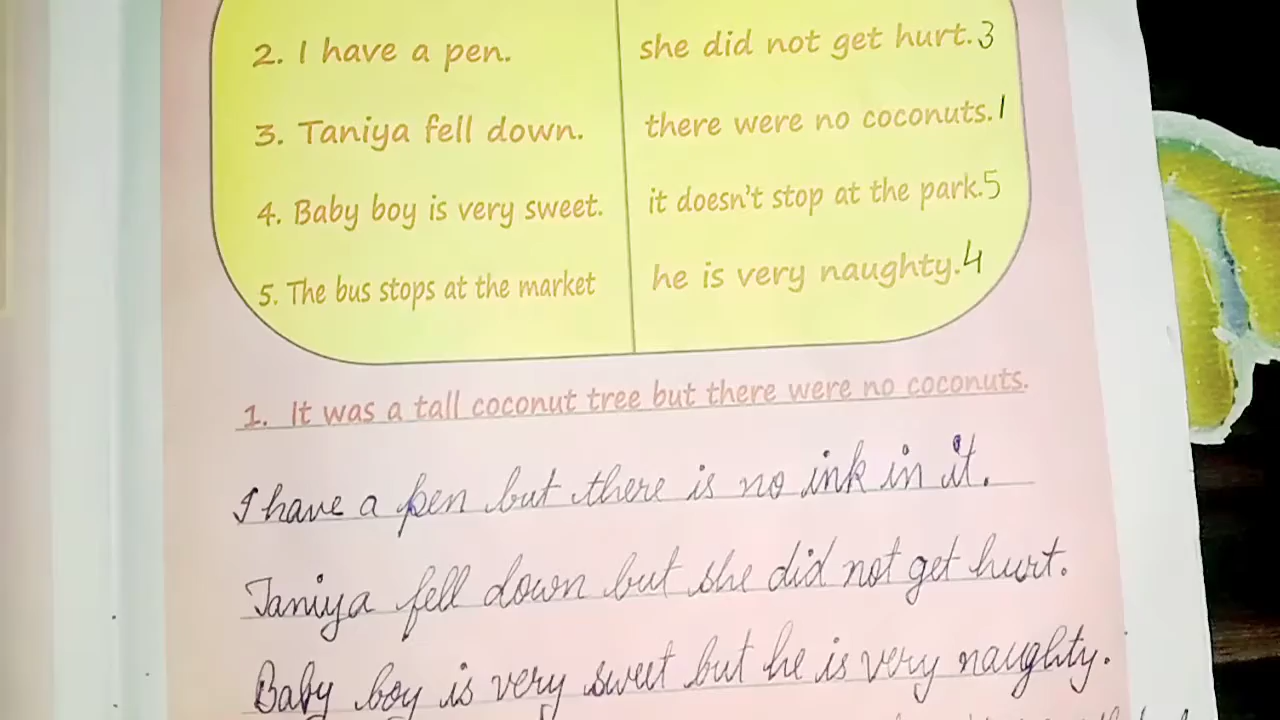 2. I have a pen. she did not get hurt. 3
3. Taniya fell down. there were no coconuts. 1
4. Baby boy is very sweet. it doesn't stop at the park. 5
5. The bus stops at the market he is very naughty. 4
1. It was a tall coconut tree but there were no coconuts.
I have a pen but there is no ink in it.
Taniya fell down but she did not get hurt.
Baby boy is very sweet but he is very naughty.